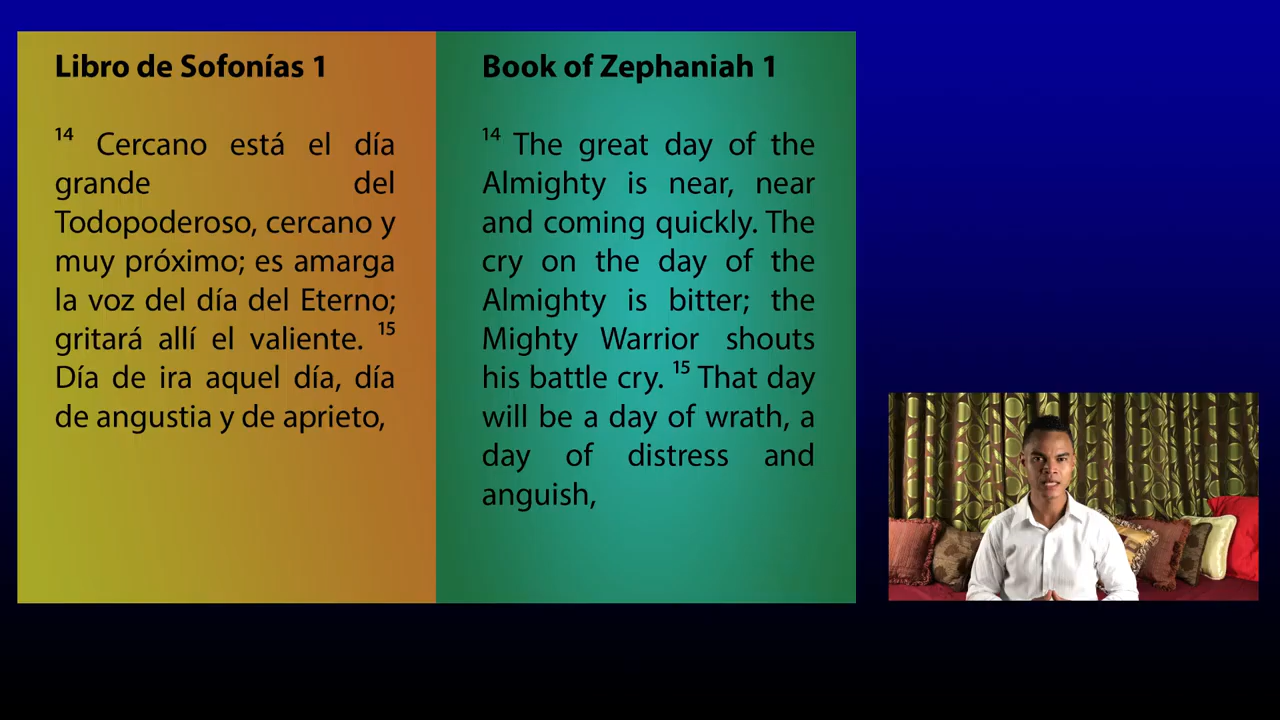 Libro de Sofonías 1
¹⁴ Cercano está el día
grande del
Todopoderoso, cercano y
muy próximo; es amarga
la voz del día del Eterno;
gritará allí el valiente. ¹⁵
Día de ira aquel día, día
de angustia y de aprieto,
Book of Zephaniah 1
¹⁴ The great day of the
Almighty is near, near
and coming quickly. The
cry on the day of the
Almighty is bitter; the
Mighty Warrior shouts
his battle cry. ¹⁵ That day
will be a day of wrath, a
day of distress and
anguish,